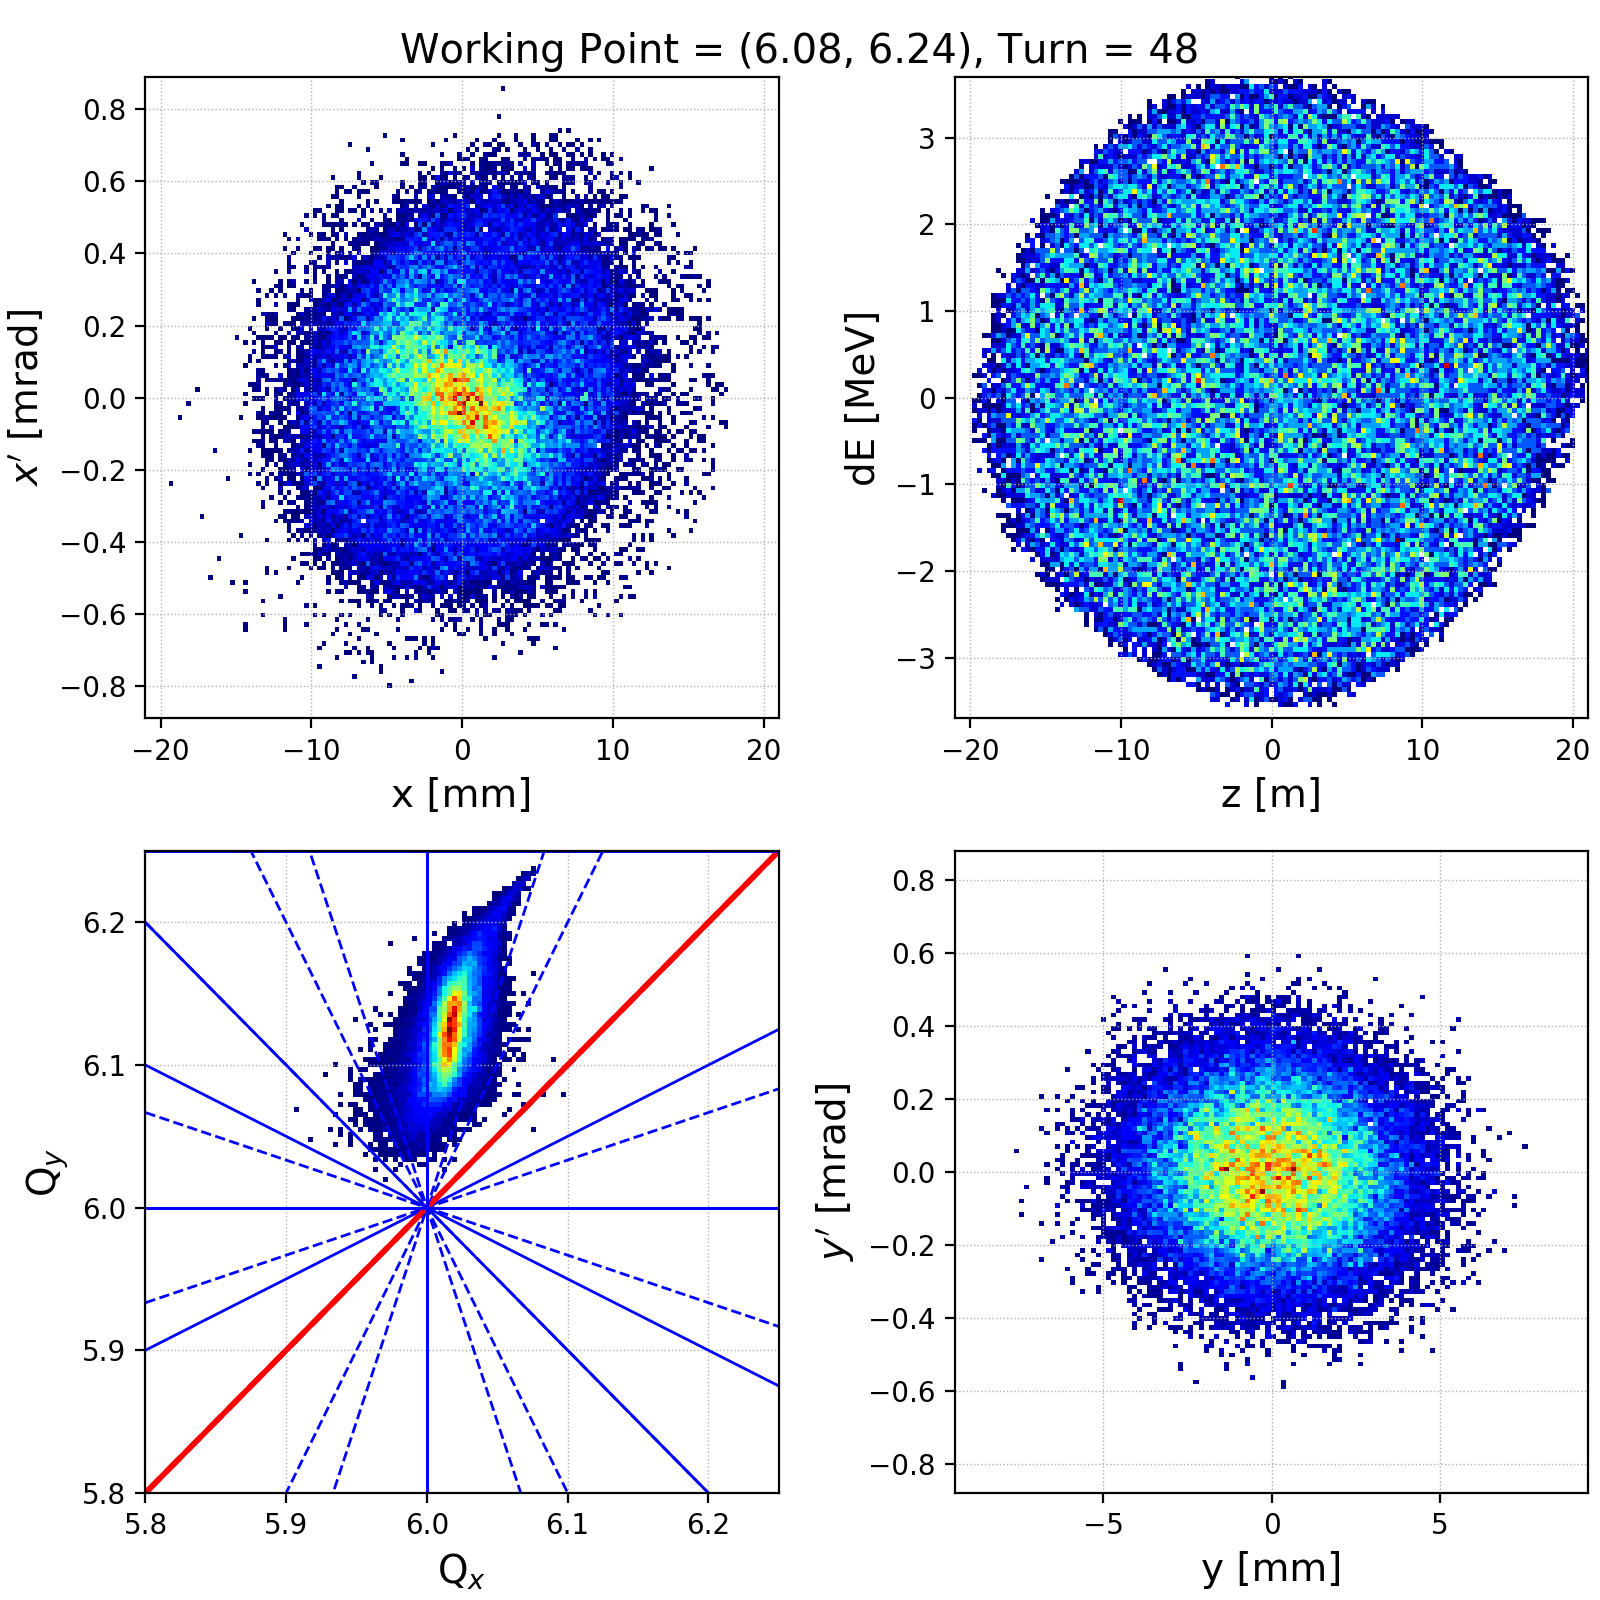 Working Point = (6.08, 6.24), Turn = 48
0.8
0.6
0.4
0.2
0.0
−0.2
−0.4
−0.6
−0.8
x′ [mrad]
−20 −10 0 10 20
x [mm]
3
2
1
0
−1
−2
−3
dE [MeV]
−20 −10 0 10 20
z [m]
6.2
6.1
6.0
5.9
5.8
Qy
5.8 5.9 6.0 6.1 6.2
Qx
0.8
0.6
0.4
0.2
0.0
−0.2
−0.4
−0.6
−0.8
y′ [mrad]
−5 0 5
y [mm]